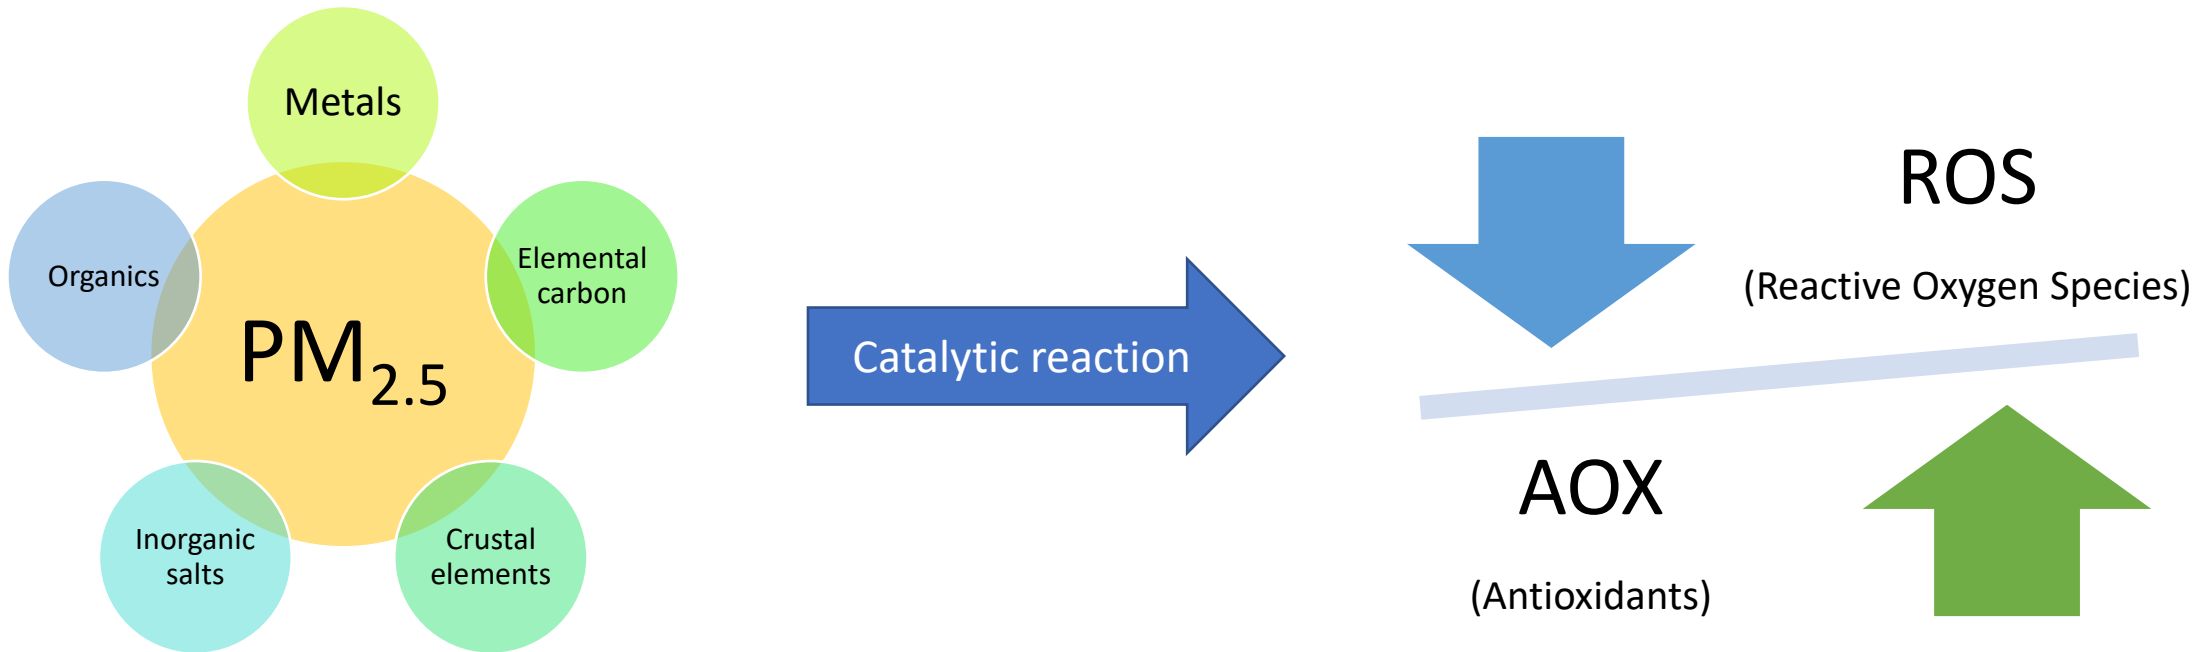 Metals
Organics
Elemental
carbon
PM2.5
Inorganic
salts
Crustal
elements
Catalytic reaction
ROS
(Reactive Oxygen Species)
AOX
(Antioxidants)